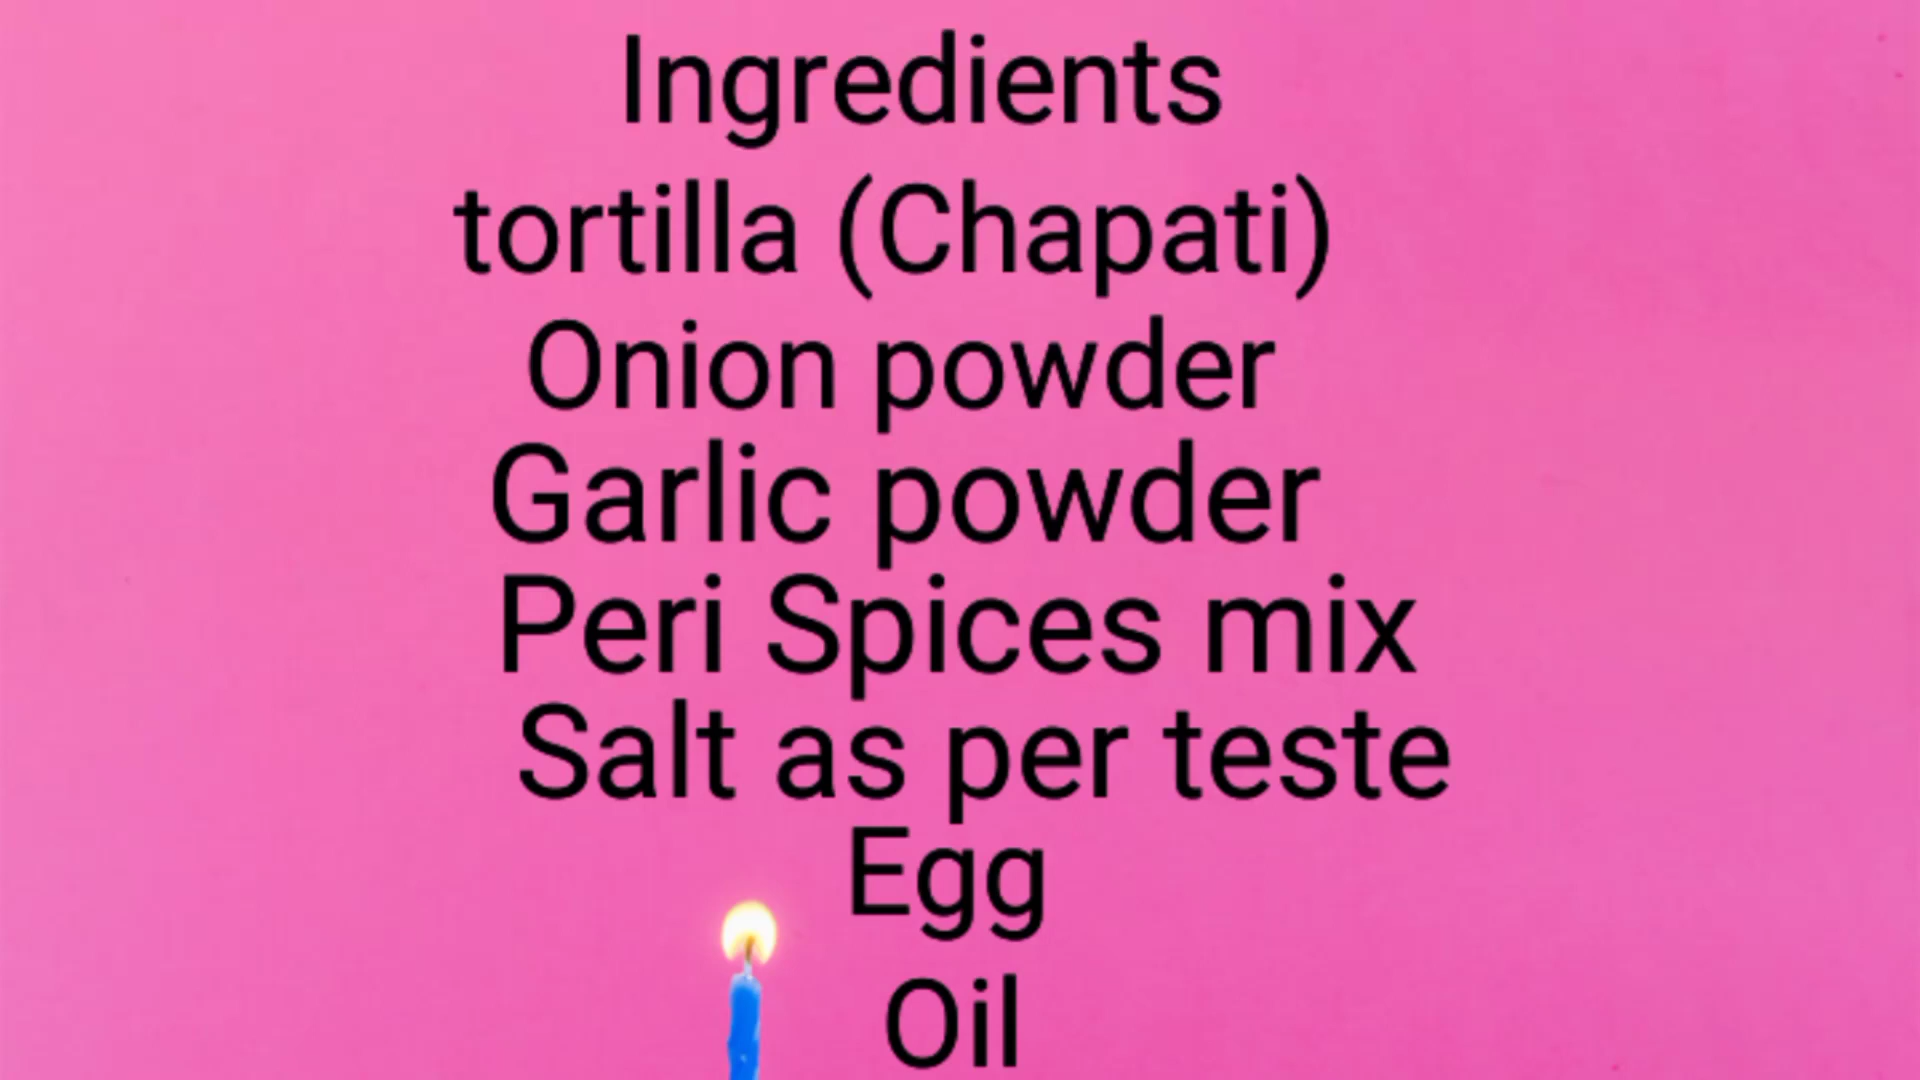 Ingredients
tortilla (Chapati)
Onion powder
Garlic powder
Peri Spices mix
Salt as per teste
Egg
Oil